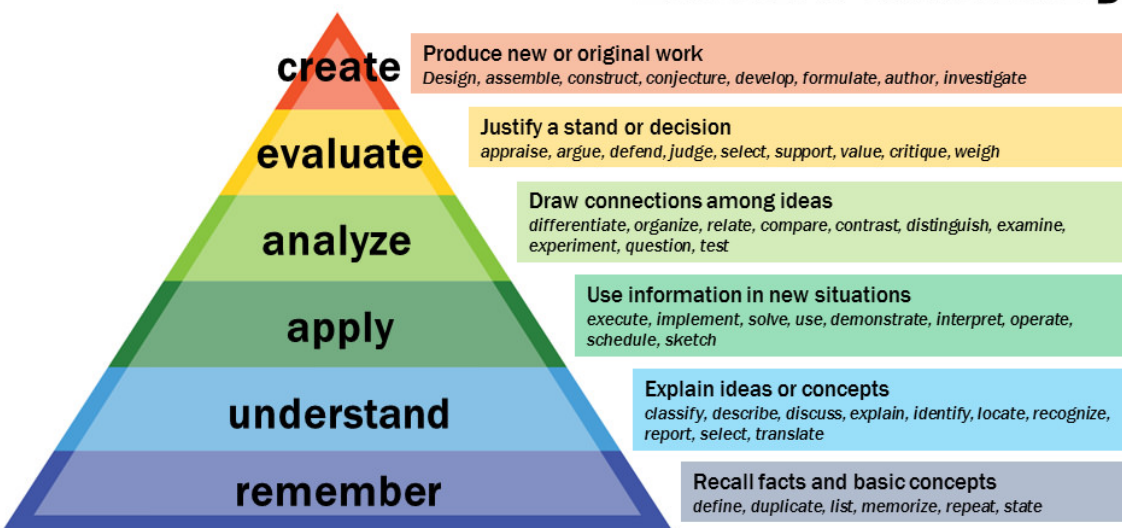 create
Produce new or original work
Design, assemble, construct, conjecture, develop, formulate, author, investigate
evaluate
Justify a stand or decision
appraise, argue, defend, judge, select, support, value, critique, weigh
analyze
Draw connections among ideas
differentiate, organize, relate, compare, contrast, distinguish, examine,
experiment, question, test
apply
Use information in new situations
execute, implement, solve, use, demonstrate, interpret, operate,
schedule, sketch
understand
Explain ideas or concepts
classify, describe, discuss, explain, identify, locate, recognize,
report, select, translate
remember
Recall facts and basic concepts
define, duplicate, list, memorize, repeat, state